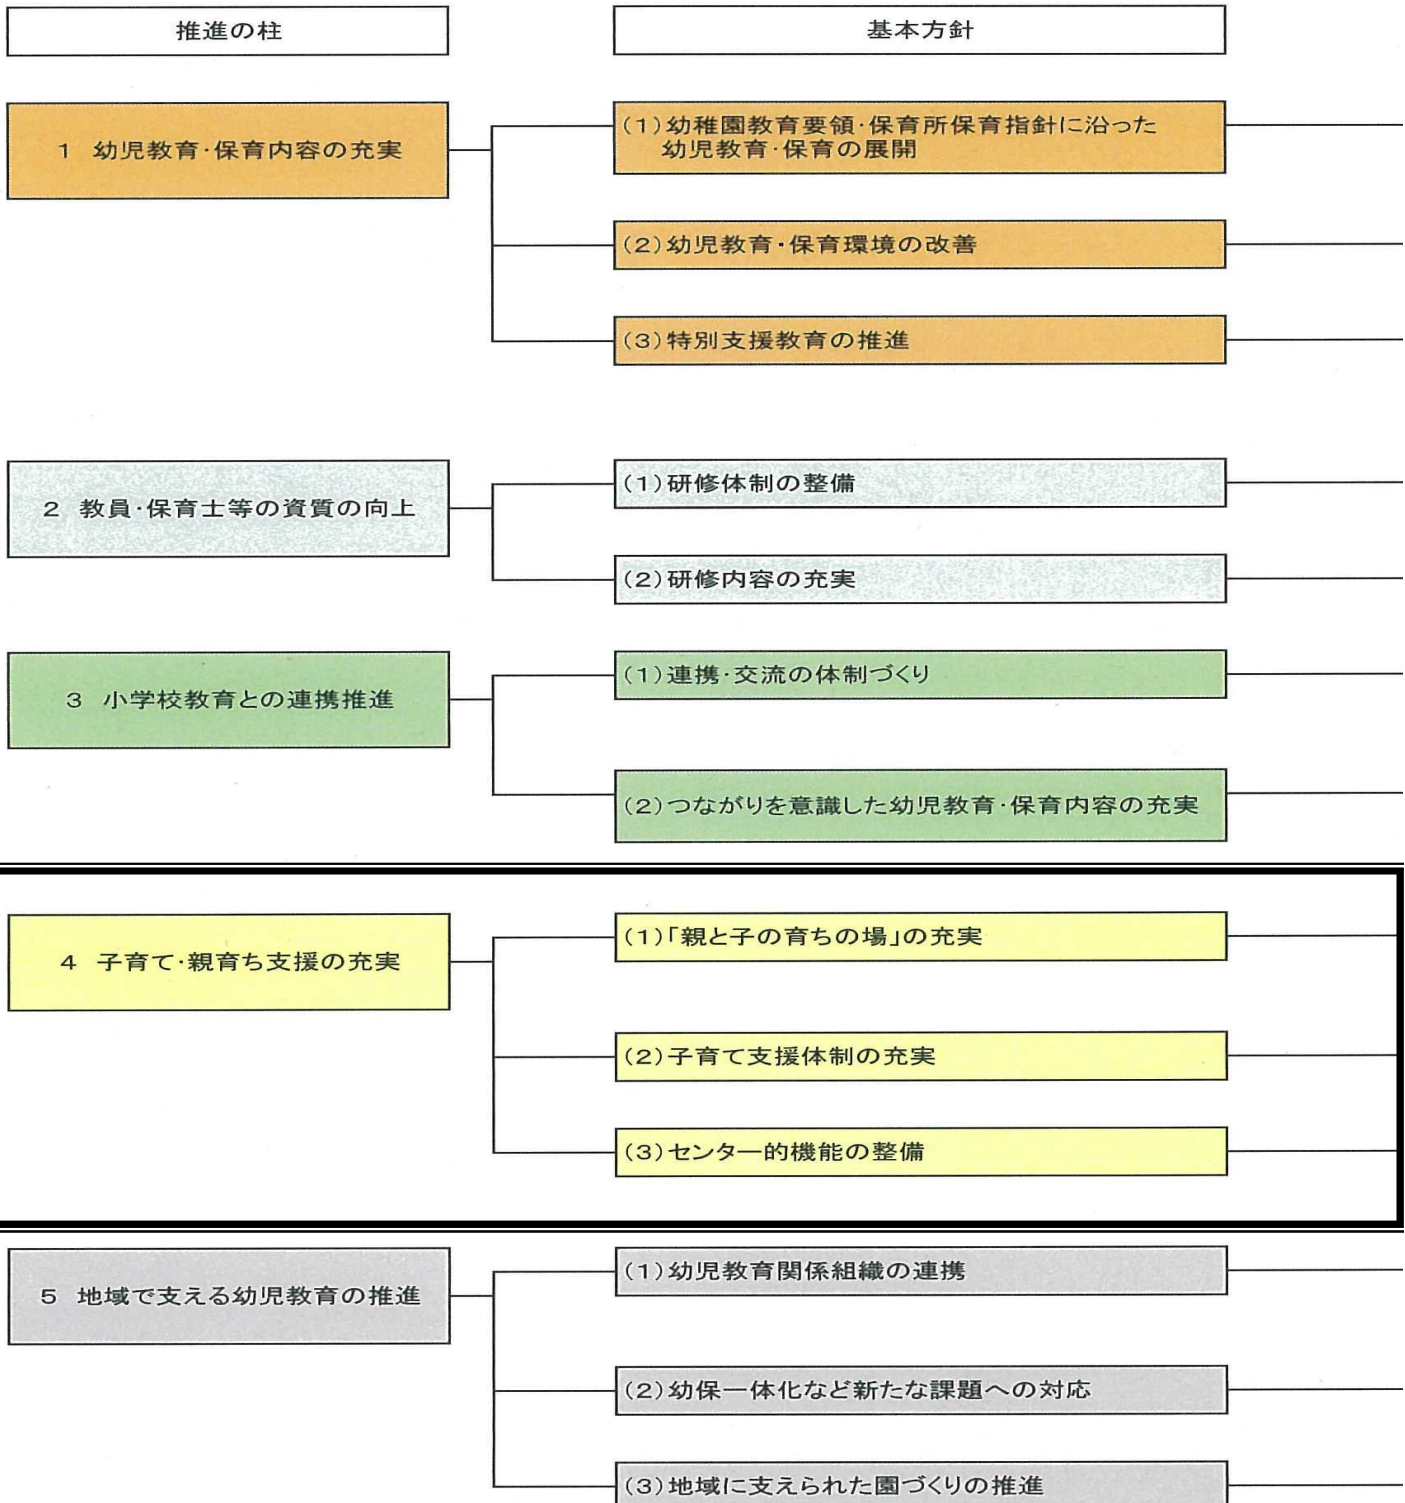 推進の柱
基本方針
1 幼児教育・保育内容の充実
(1)幼稚園教育要領・保育所保育指針に沿った
幼児教育・保育の展開
(2)幼児教育・保育環境の改善
(3)特別支援教育の推進
2 教員・保育士等の資質の向上
(1)研修体制の整備
(2)研修内容の充実
3 小学校教育との連携推進
(1)連携・交流の体制づくり
(2)つながりを意識した幼児教育・保育内容の充実
4 子育て・親育ち支援の充実
(1)「親と子の育ちの場」の充実
(2)子育て支援体制の充実
(3)センター的機能の整備
5 地域で支える幼児教育の推進
(1)幼児教育関係組織の連携
(2)幼保一体化など新たな課題への対応
(3)地域に支えられた園づくりの推進